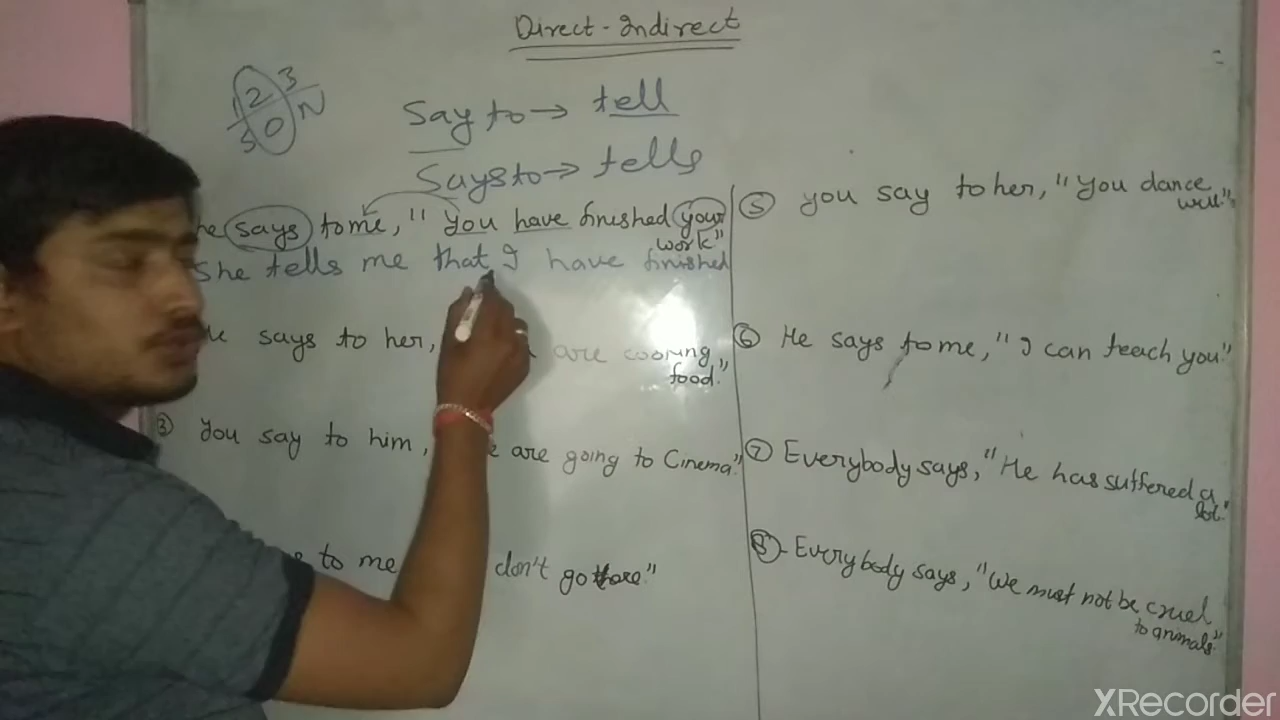 Direct - Indirect
1 2 3
S O N
Say to → tell
Says to → tells
he says to me, " You have finished your
work"
She tells me that I have finished
says to her, are cooking
food."
③ You say to him, are going to Cinema."
to me don't go there"
⑤ you say to her, "You dance
well".
⑥ He says to me, "I can teach you."
⑦ Everybody says, "He has suffered a
lot."
⑧ Everybody says, "We must not be cruel
to animals."
XRecorder